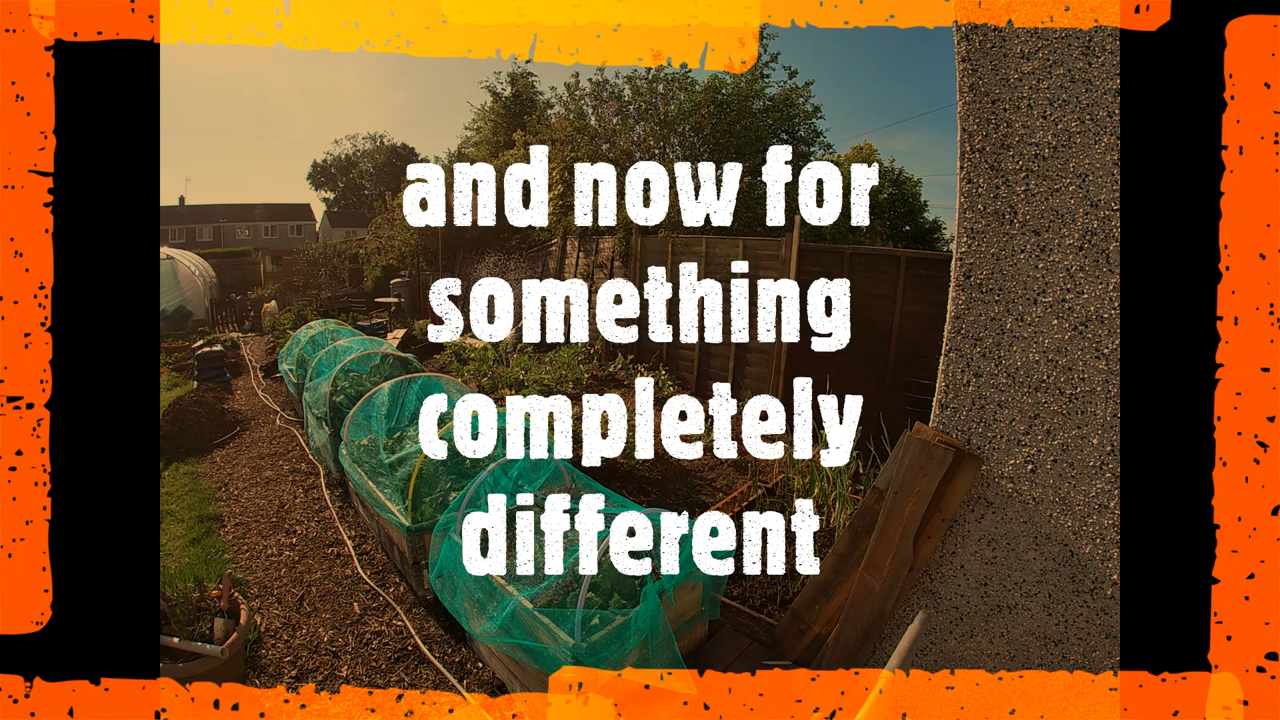 and now for
something
completely
different